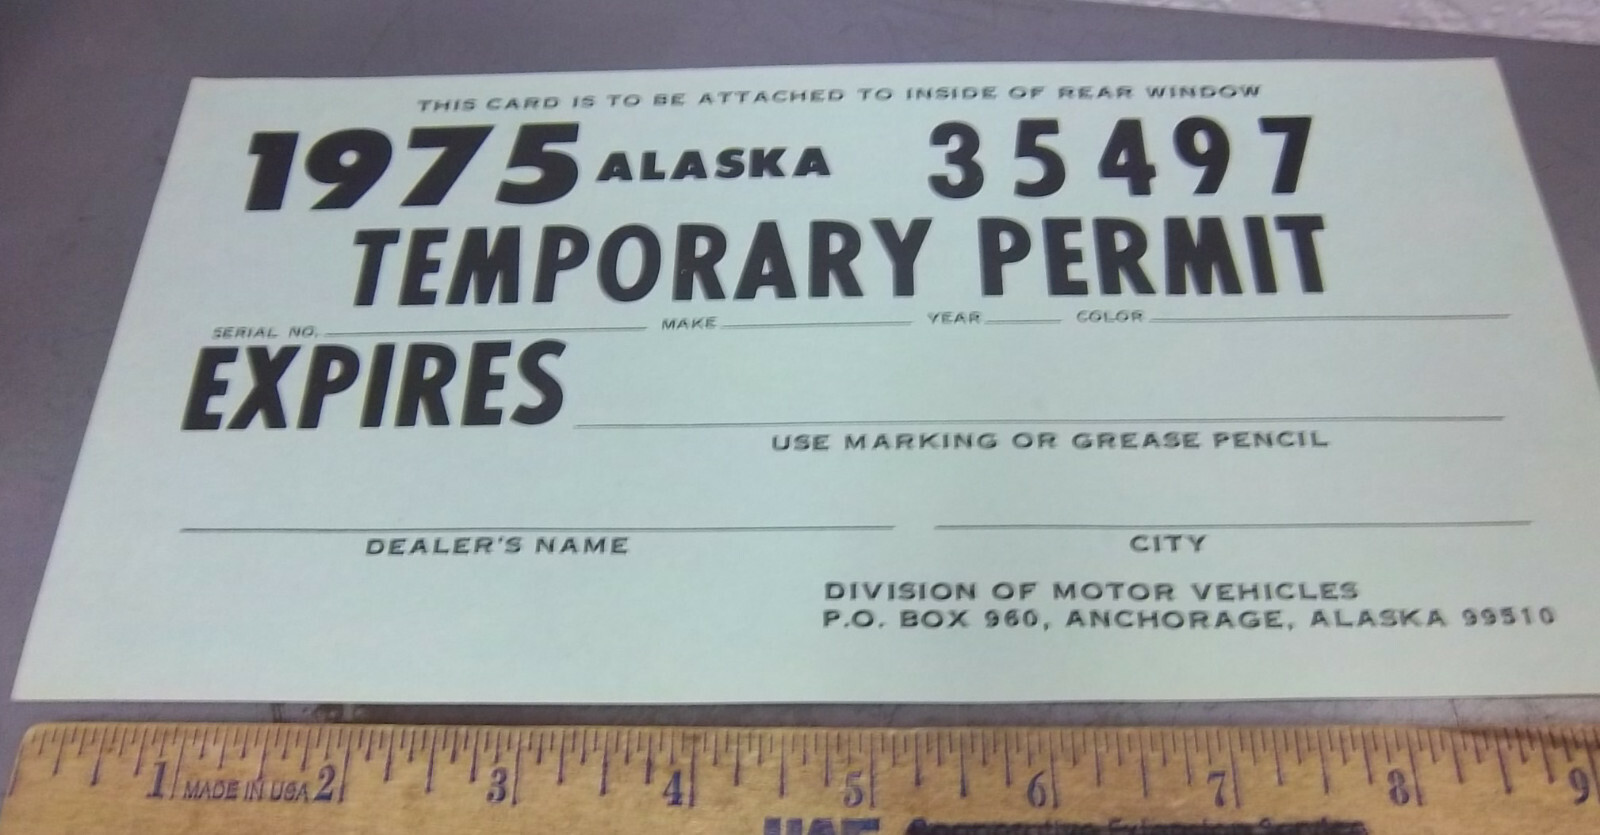 THIS CARD IS TO BE ATTACHED TO INSIDE OF REAR WINDOW
1975 ALASKA 35497
TEMPORARY PERMIT
SERIAL NO. MAKE YEAR COLOR
EXPIRES
USE MARKING OR GREASE PENCIL
DEALER'S NAME CITY
DIVISION OF MOTOR VEHICLES
P.O. BOX 960, ANCHORAGE, ALASKA 99510
1 MADE IN USA 2 3 4 5 6 7 8 9